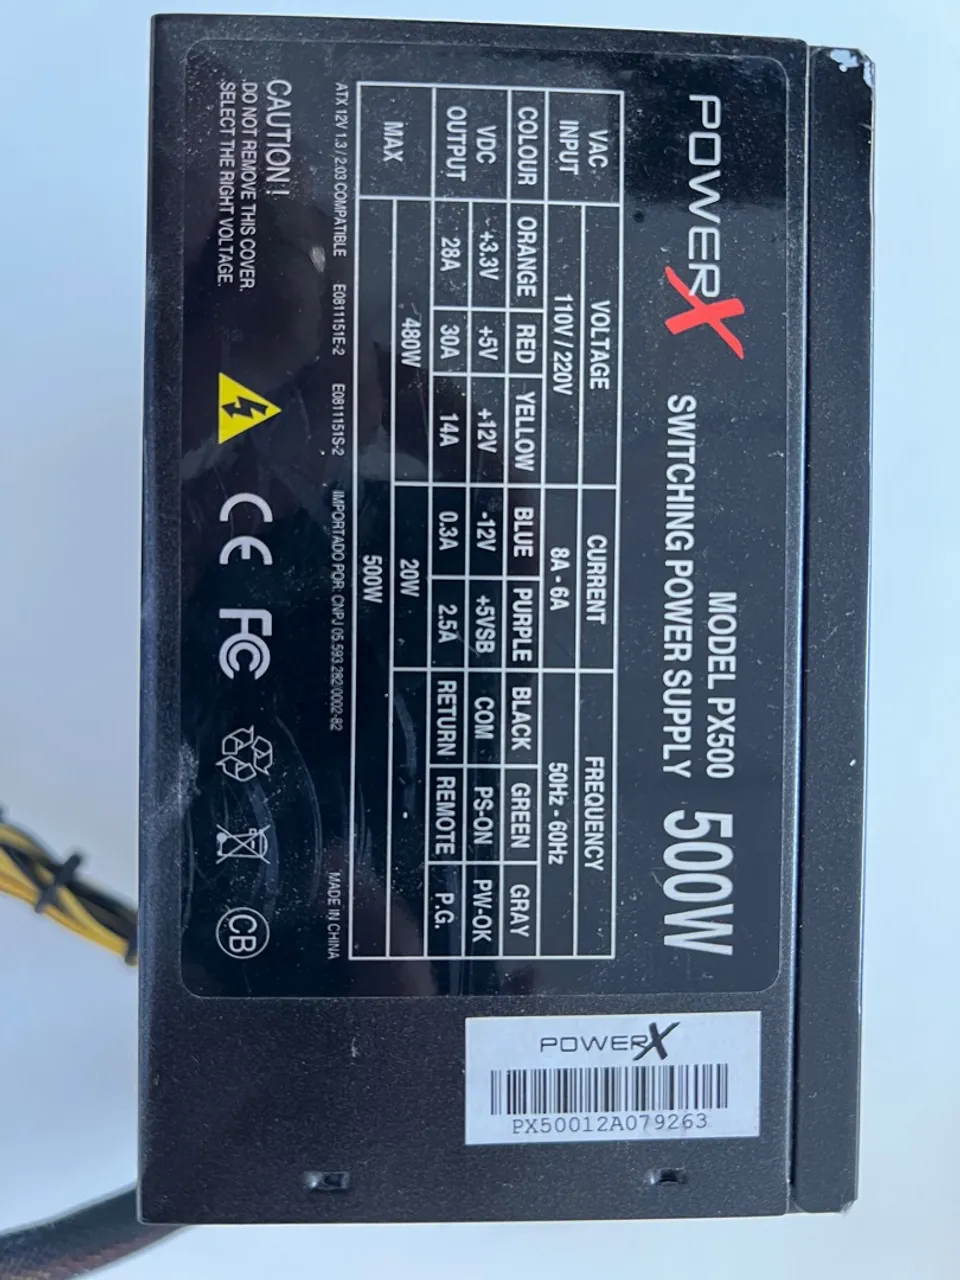 POWERX
MODEL PX500
SWITCHING POWER SUPPLY 500W
VAC INPUT VOLTAGE CURRENT FREQUENCY
110V / 220V 8A - 6A 50Hz - 60Hz
COLOUR ORANGE RED YELLOW BLUE PURPLE BLACK GREEN GRAY
VDC OUTPUT +3.3V +5V +12V -12V +5VSB COM PS-ON PW-OK
28A 30A 14A 0.3A 2.5A RETURN REMOTE P.G.
MAX 480W 20W
500W
ATX 12V 1.3 / 2.03 COMPATIBLE E0811151E-2 E0811151S-2 IMPORTADO POR: CNPJ 05.593.282/0002-82 MADE IN CHINA
CAUTION !
DO NOT REMOVE THIS COVER.
SELECT THE RIGHT VOLTAGE.
CE FC CB
POWERX
PX50012A079263